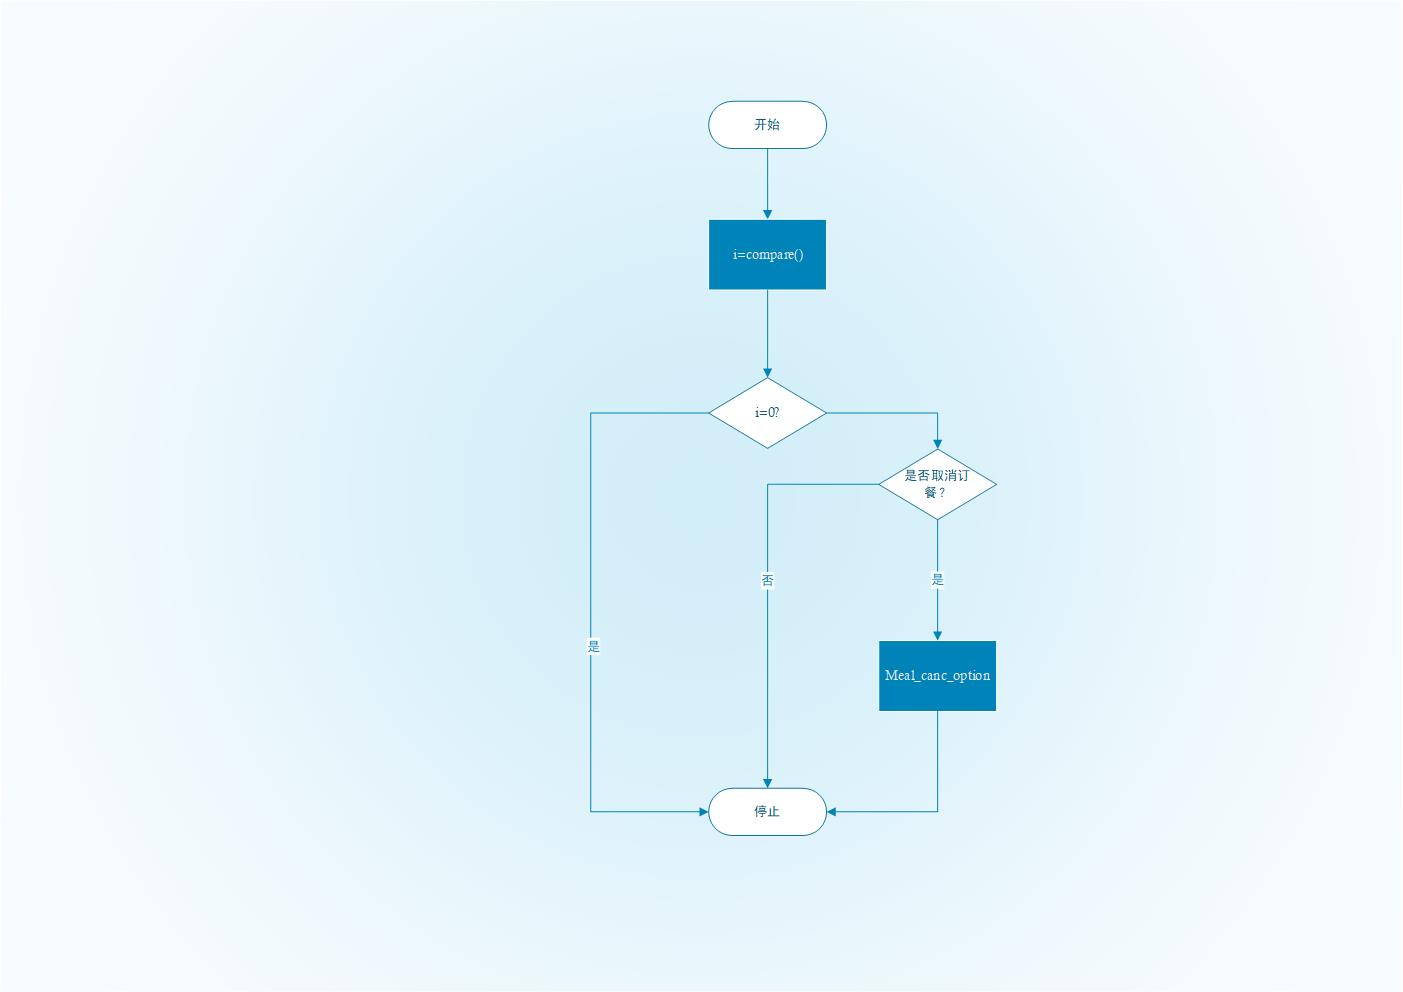 开始
i=compare()
i=0?
是否取消订
餐？
否
是
是
Meal_canc_option
停止